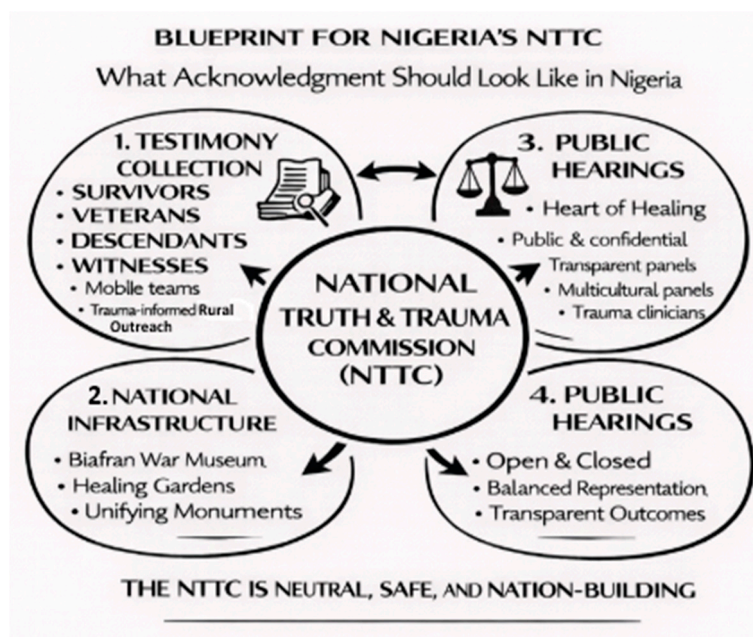 BLUEPRINT FOR NIGERIA'S NTTC
What Acknowledgment Should Look Like in Nigeria
1. TESTIMONY
COLLECTION
• SURVIVORS
• VETERANS
• DESCENDANTS
• WITNESSES
• Mobile teams
• Trauma-informed Rural
Outreach
3. PUBLIC
HEARINGS
• Heart of Healing
• Public & confidential
Transparent panels
• Multicultural panels
• Trauma clinicians
NATIONAL
TRUTH & TRAUMA
COMMISSION
(NTTC)
2. NATIONAL
INFRASTRUCTURE
• Biafran War Museum
• Healing Gardens
• Unifying Monuments
4. PUBLIC
HEARINGS
• Open & Closed
• Balanced Representation
• Transparent Outcomes
THE NTTC IS NEUTRAL, SAFE, AND NATION-BUILDING